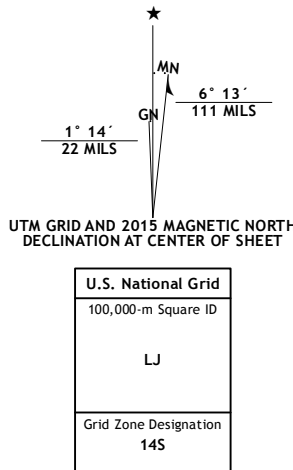 MN
GN
6° 13´
111 MILS
1° 14´
22 MILS
UTM GRID AND 2015 MAGNETIC NORTH
DECLINATION AT CENTER OF SHEET
U.S. National Grid
100,000-m Square ID
LJ
Grid Zone Designation
14S